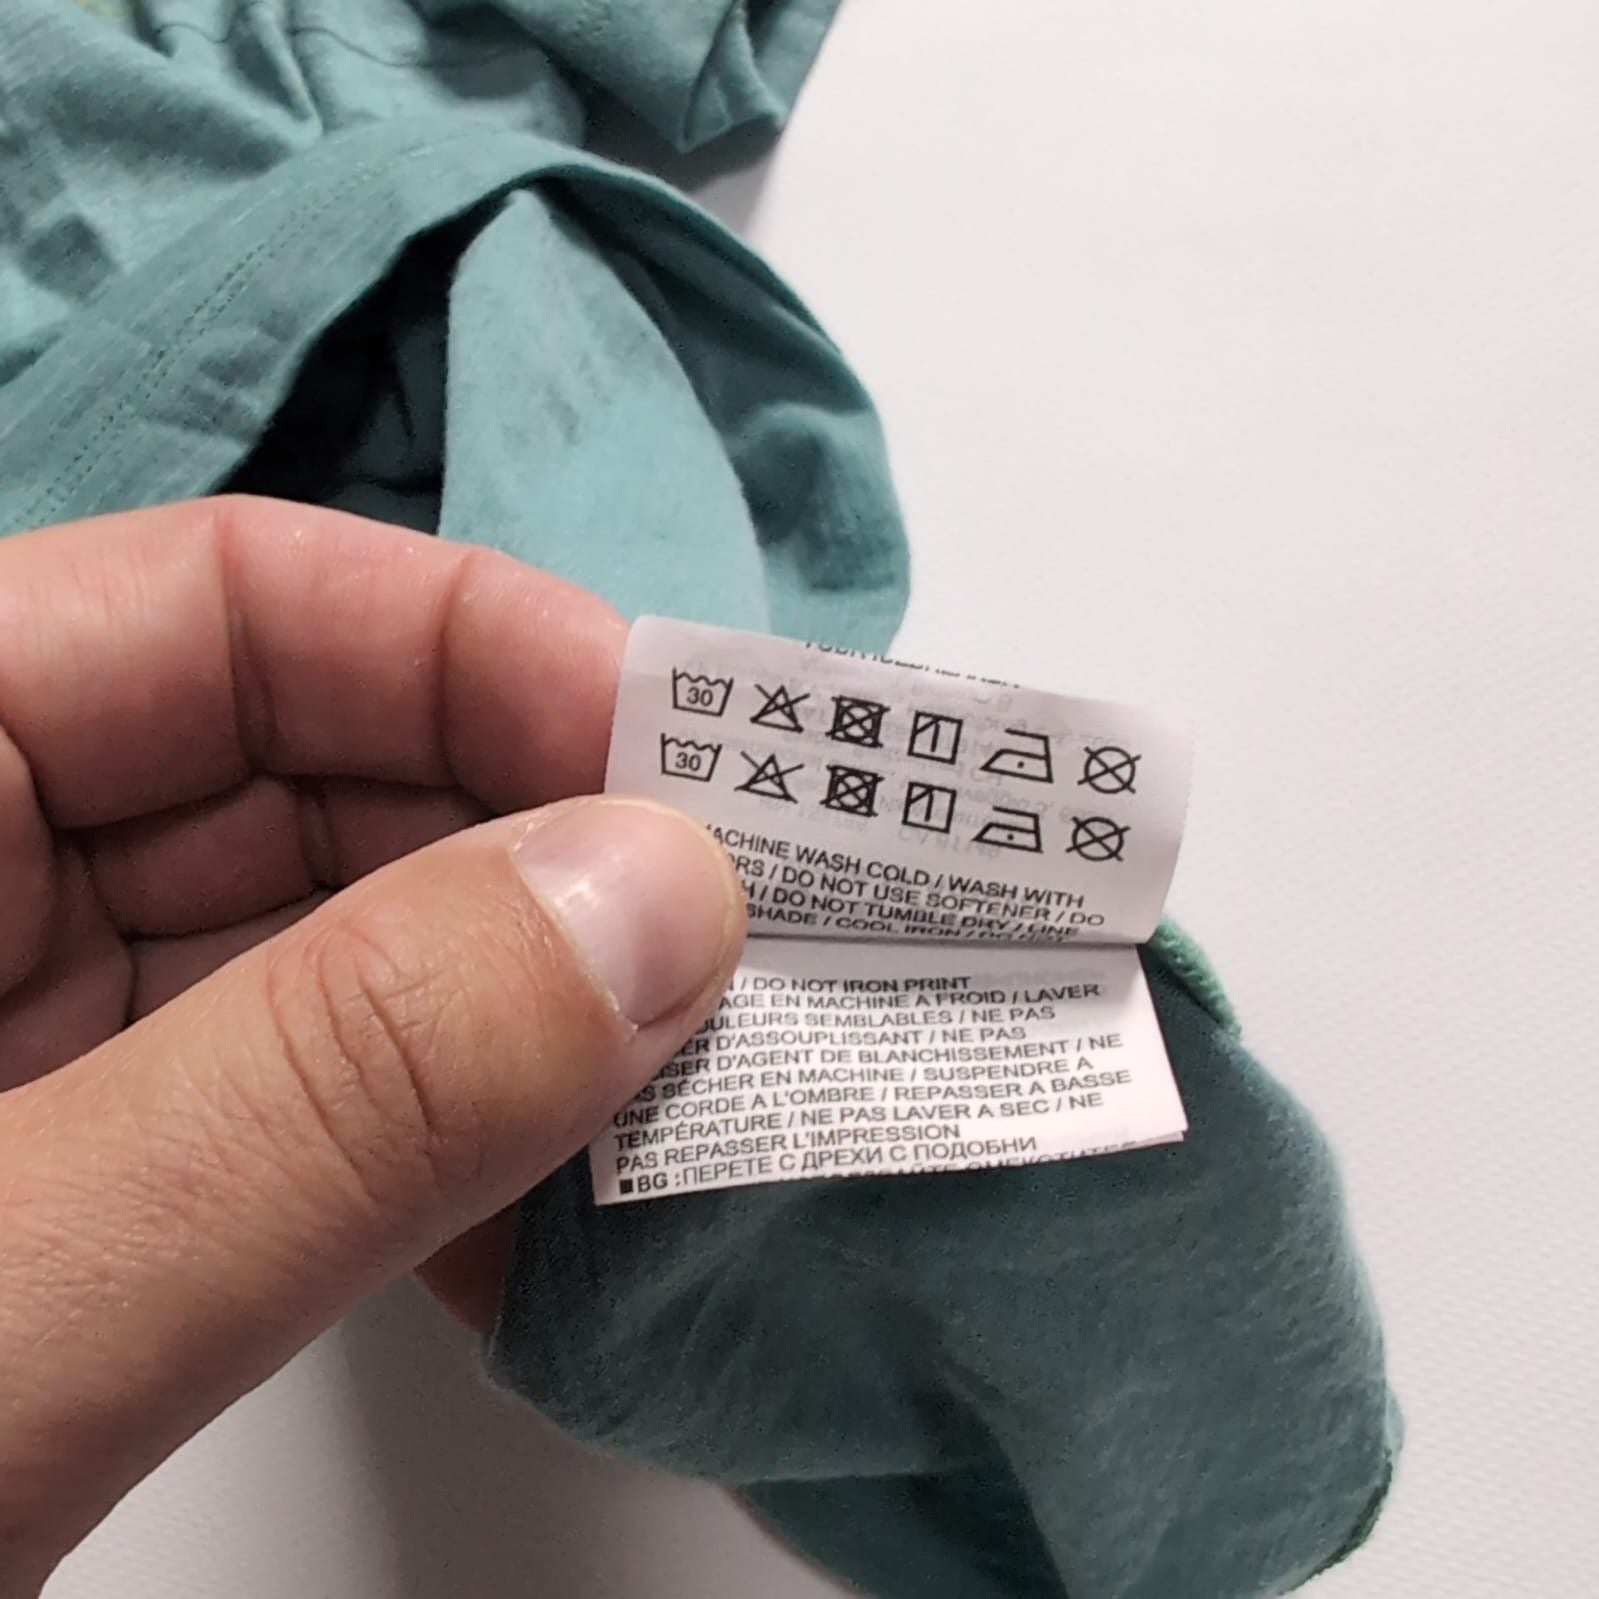 30
30
MACHINE WASH COLD / WASH WITH
/ DO NOT USE SOFTENER / DO
/ DO NOT TUMBLE DRY / LINE
SHADE / COOL IRON / DO NOT
/ DO NOT IRON PRINT
EN MACHINE A FROID / LAVER
SEMBLABLES / NE PAS
D'ASSOUPLISSANT / NE PAS
D'AGENT DE BLANCHISSEMENT / NE
SÉCHER EN MACHINE / SUSPENDRE A
UNE CORDE A L'OMBRE / REPASSER A BASSE
TEMPÉRATURE / NE PAS LAVER A SEC / NE
PAS REPASSER L'IMPRESSION
■BG :ПЕРЕТЕ С ДРЕХИ С ПОДОБНИ